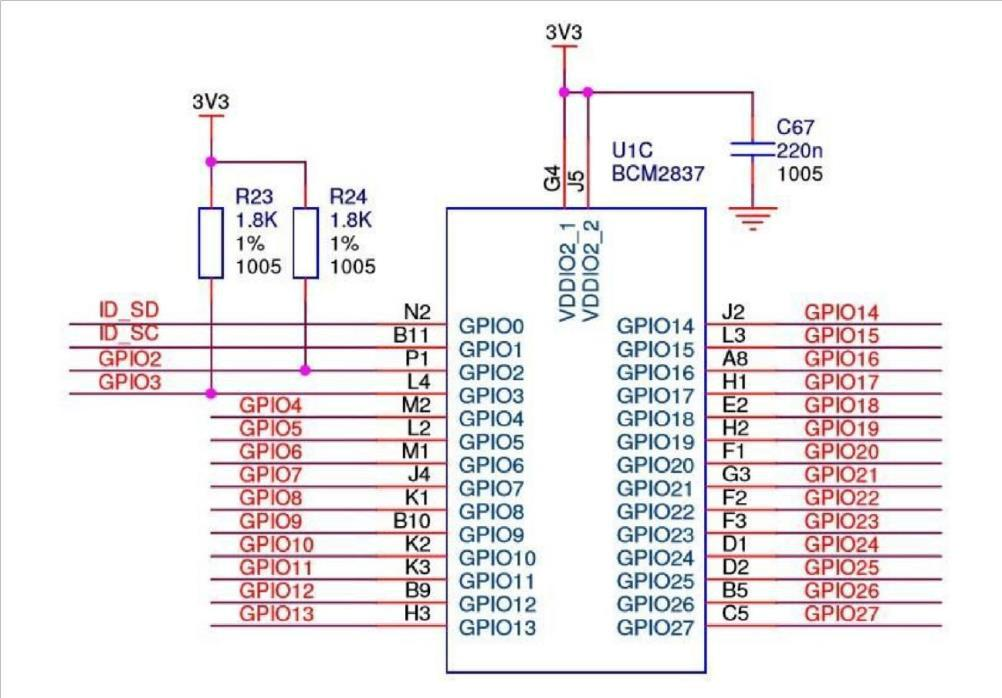 3V3
3V3
C67
220n
1005
U1C
BCM2837
G4
J5
R23
1.8K
1%
1005
R24
1.8K
1%
1005
VDDIO2_1
VDDIO2_2
ID_SD N2 GPIO0 GPIO14 J2 GPIO14
ID_SC B11 GPIO1 GPIO15 L3 GPIO15
GPIO2 P1 GPIO2 GPIO16 A8 GPIO16
GPIO3 L4 GPIO3 GPIO17 H1 GPIO17
GPIO4 M2 GPIO4 GPIO18 E2 GPIO18
GPIO5 L2 GPIO5 GPIO19 H2 GPIO19
GPIO6 M1 GPIO6 GPIO20 F1 GPIO20
GPIO7 J4 GPIO7 GPIO21 G3 GPIO21
GPIO8 K1 GPIO8 GPIO22 F2 GPIO22
GPIO9 B10 GPIO9 GPIO23 F3 GPIO23
GPIO10 K2 GPIO10 GPIO24 D1 GPIO24
GPIO11 K3 GPIO11 GPIO25 D2 GPIO25
GPIO12 B9 GPIO12 GPIO26 B5 GPIO26
GPIO13 H3 GPIO13 GPIO27 C5 GPIO27